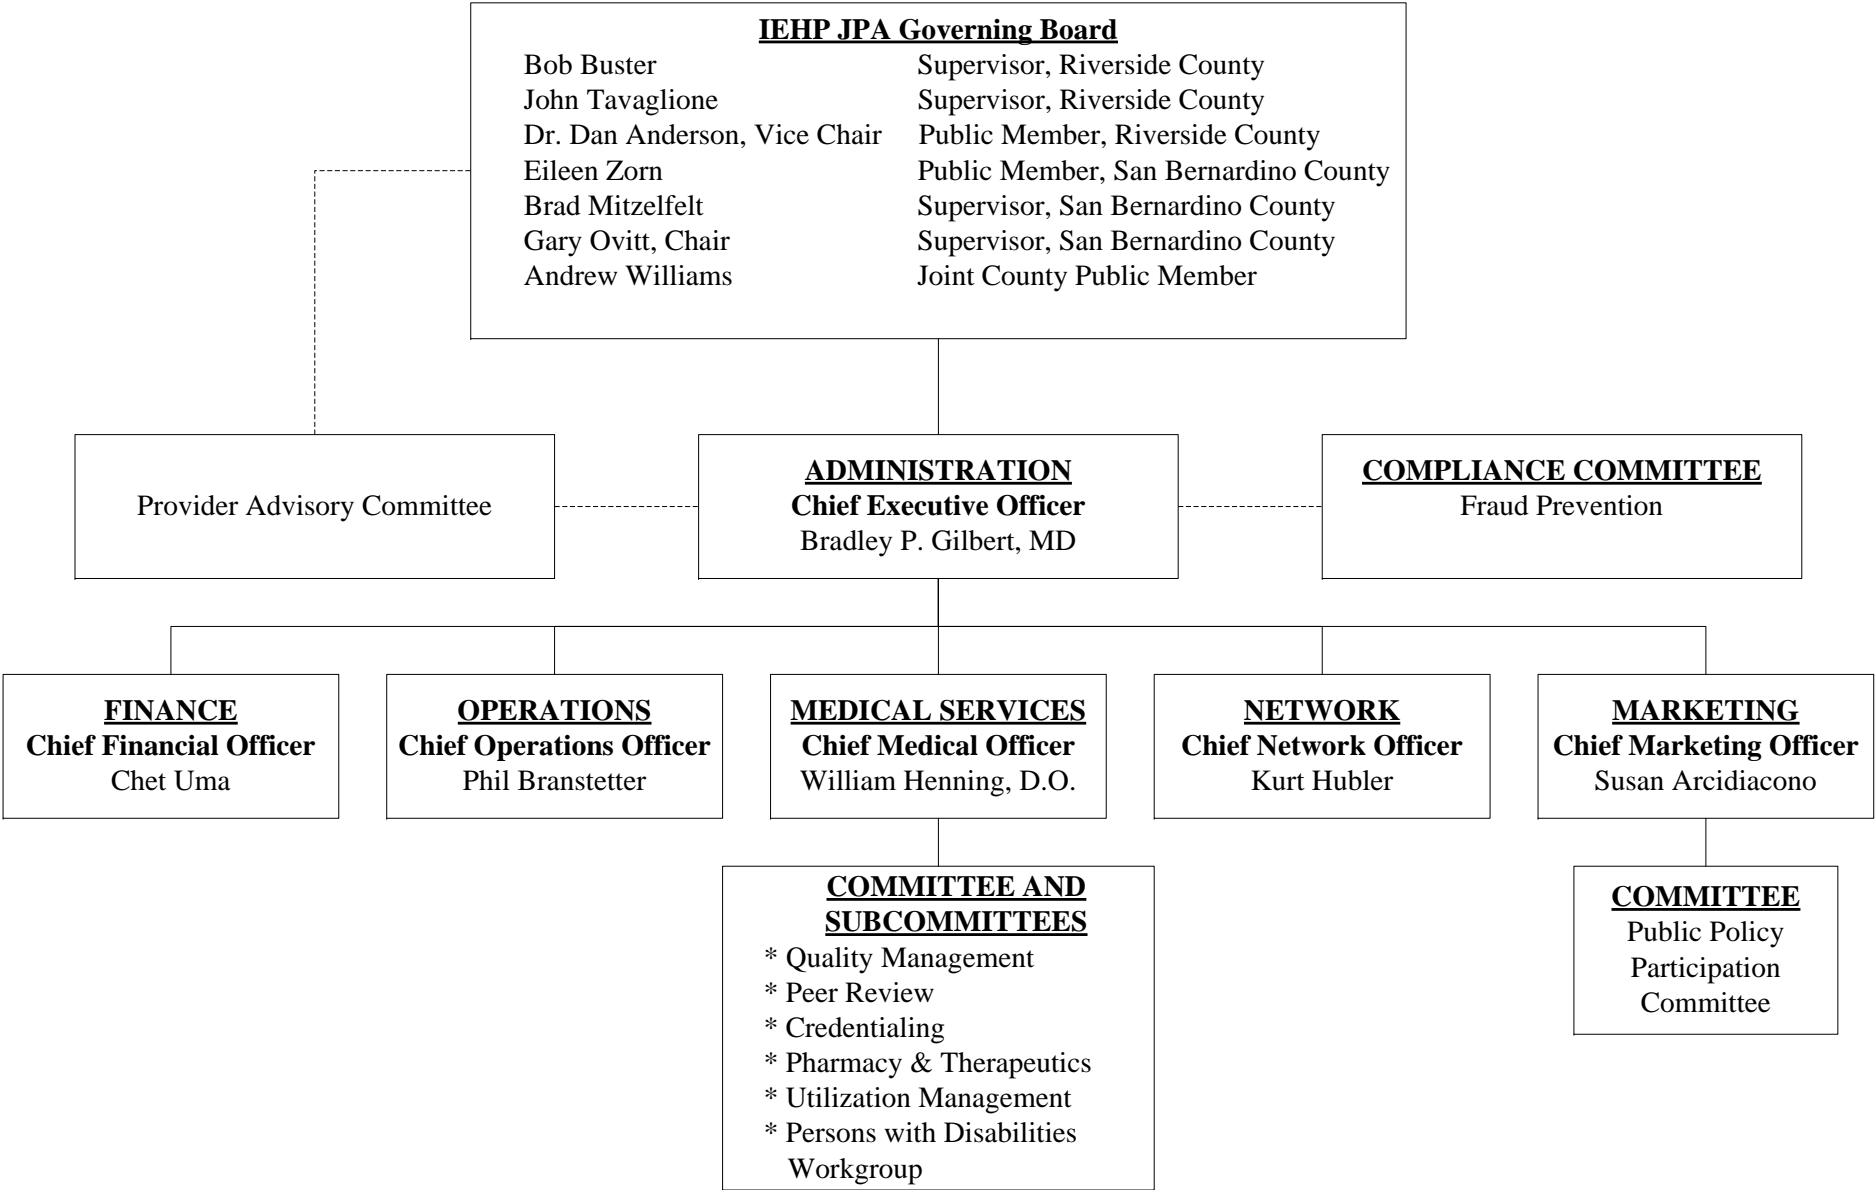 IEHP JPA Governing Board
Bob Buster Supervisor, Riverside County
John Tavaglione Supervisor, Riverside County
Dr. Dan Anderson, Vice Chair Public Member, Riverside County
Eileen Zorn Public Member, San Bernardino County
Brad Mitzelfelt Supervisor, San Bernardino County
Gary Ovitt, Chair Supervisor, San Bernardino County
Andrew Williams Joint County Public Member
Provider Advisory Committee
ADMINISTRATION
Chief Executive Officer
Bradley P. Gilbert, MD
COMPLIANCE COMMITTEE
Fraud Prevention
FINANCE
Chief Financial Officer
Chet Uma
OPERATIONS
Chief Operations Officer
Phil Branstetter
MEDICAL SERVICES
Chief Medical Officer
William Henning, D.O.
NETWORK
Chief Network Officer
Kurt Hubler
MARKETING
Chief Marketing Officer
Susan Arcidiacono
COMMITTEE AND
SUBCOMMITTEES
* Quality Management
* Peer Review
* Credentialing
* Pharmacy & Therapeutics
* Utilization Management
* Persons with Disabilities
Workgroup
COMMITTEE
Public Policy
Participation
Committee